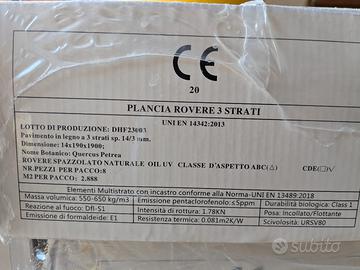 CE
20
PLANCIA ROVERE 3 STRATI
UNI EN 14342:2013
LOTTO DI PRODUZIONE: DHF23003
Pavimento in legno a 3 strati sp. 14/3 mm.
Dimensione: 14x190x1900;
Nome Botanico: Quercus Petrea
ROVERE SPAZZOLATO NATURALE OIL UV CLASSE D'ASPETTO ABC(△) CDE(□)V
NR.PEZZI PER PACCO:8
M2 PER PACCO: 2.888
Elementi Multistrato con incastro conforme alla Norma-UNI EN 13489:2018
Massa volumica: 550-650 kg/m3 Emissione pentaclorofenolo:≤5ppm Durabilità biologica: Class 1
Reazione al fuoco: Dfl-S1 Intensità di rottura: 1.78KN Posa: Incollato/Flottante
Emissione di formaldeide: E1 Resistenza termica: 0.081m2K/W Scivolosità: URSV80
subito